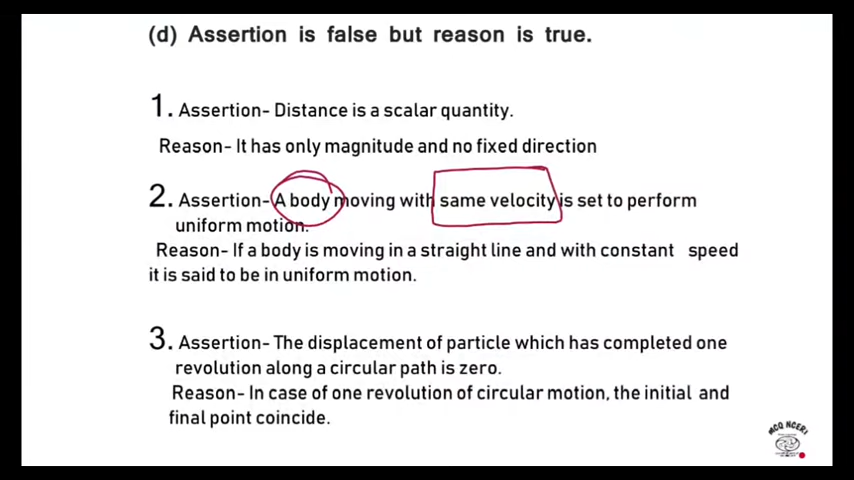 (d) Assertion is false but reason is true.
1. Assertion- Distance is a scalar quantity.
Reason- It has only magnitude and no fixed direction
2. Assertion- A body moving with same velocity is set to perform
uniform motion.
Reason- If a body is moving in a straight line and with constant speed
it is said to be in uniform motion.
3. Assertion- The displacement of particle which has completed one
revolution along a circular path is zero.
Reason- In case of one revolution of circular motion, the initial and
final point coincide.
MCQ NCERT